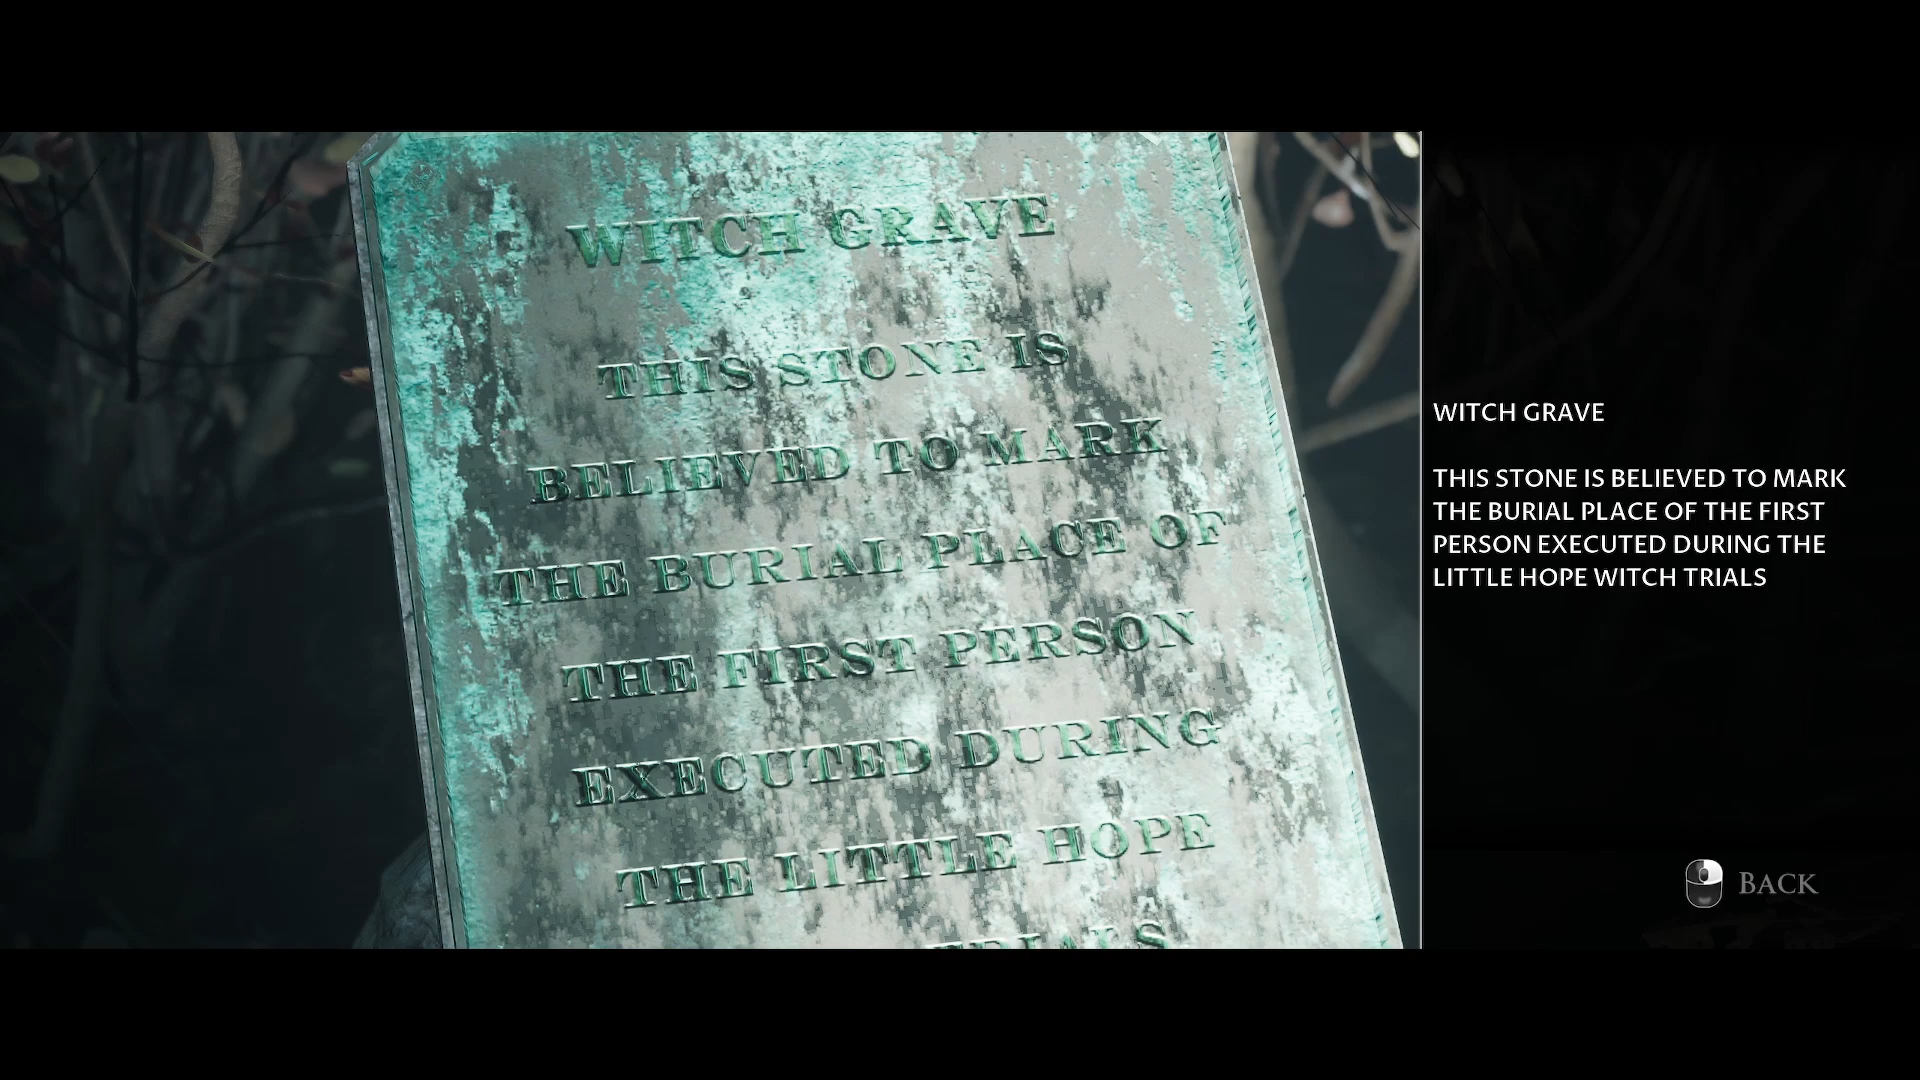 WITCH GRAVE
THIS STONE IS
BELIEVED TO MARK
THE BURIAL PLACE OF
THE FIRST PERSON
EXECUTED DURING
THE LITTLE HOPE
TRIALS
WITCH GRAVE
THIS STONE IS BELIEVED TO MARK
THE BURIAL PLACE OF THE FIRST
PERSON EXECUTED DURING THE
LITTLE HOPE WITCH TRIALS
BACK